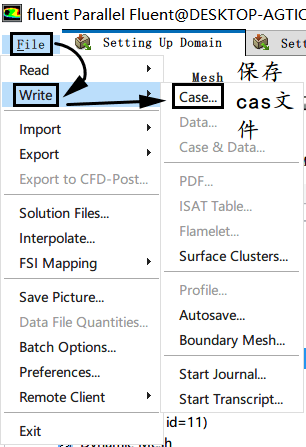 fluent Parallel Fluent@DESKTOP-AGTIC
File
Setting Up Domain
Mesh
保存
cas文
件
Read
Write
Import
Export
Export to CFD-Post...
Solution Files...
Interpolate...
FSI Mapping
Save Picture...
Data File Quantities...
Batch Options...
Preferences...
Remote Client
Exit
Case...
Data...
Case & Data...
PDF...
ISAT Table...
Flamelet...
Surface Clusters...
Profile...
Autosave...
Boundary Mesh...
Start Journal...
Start Transcript...
id=11)
Dynamic Mesh